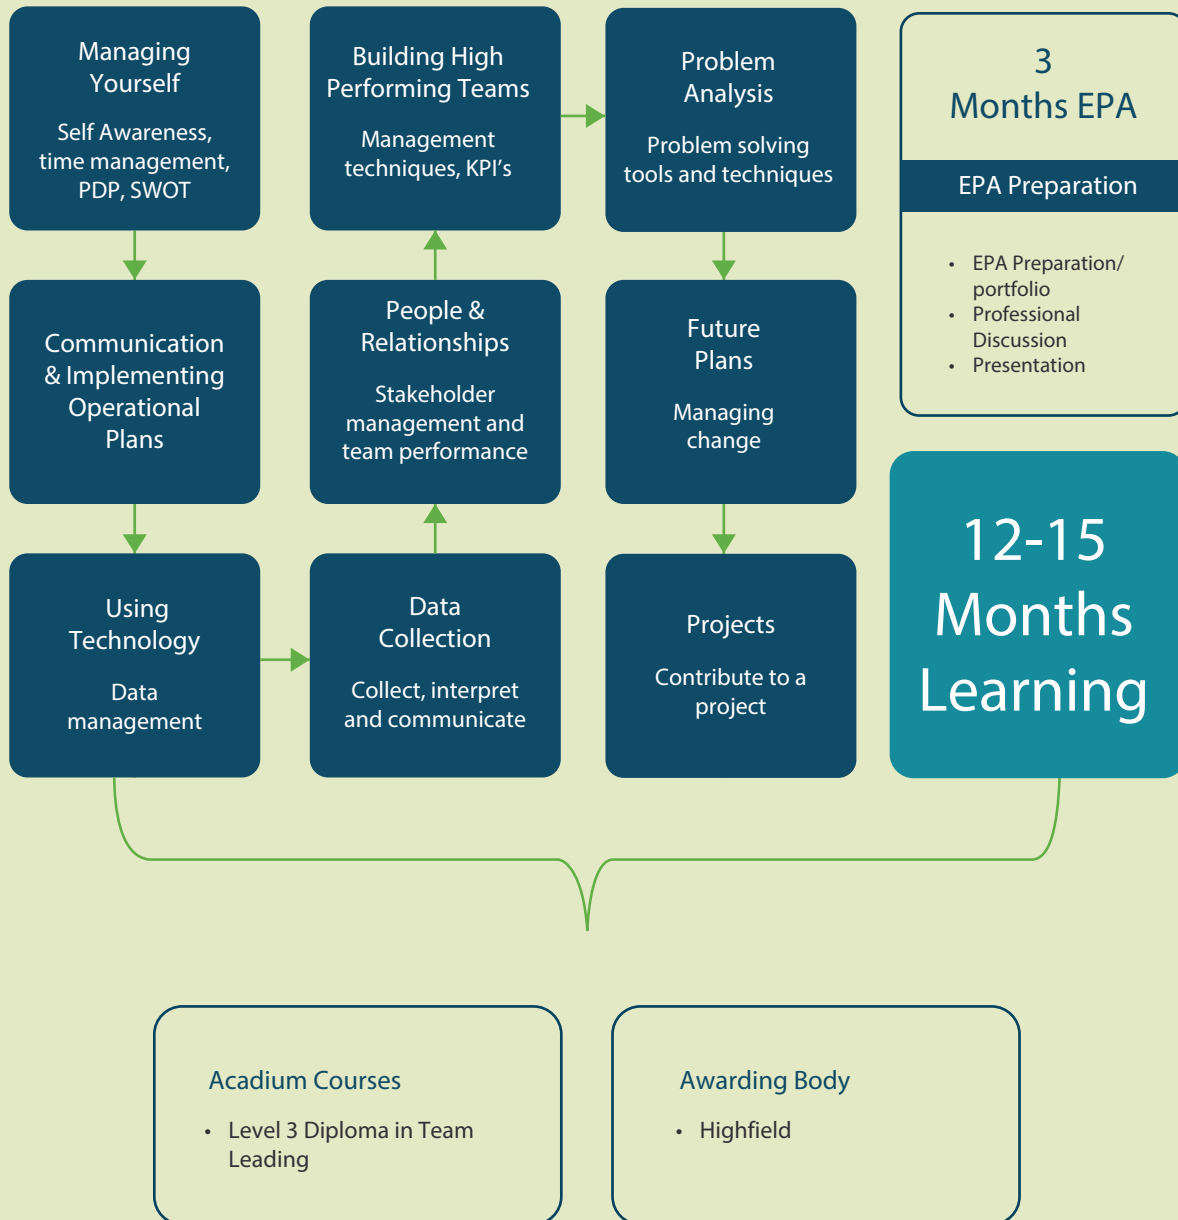 Managing
Yourself
Self Awareness,
time management,
PDP, SWOT
Communication
& Implementing
Operational
Plans
Using
Technology
Data
management
Data
Collection
Collect, interpret
and communicate
People &
Relationships
Stakeholder
management and
team performance
Building High
Performing Teams
Management
techniques, KPI's
Problem
Analysis
Problem solving
tools and techniques
Future
Plans
Managing
change
Projects
Contribute to a
project
3
Months EPA
EPA Preparation
• EPA Preparation/
portfolio
• Professional
Discussion
• Presentation
12-15
Months
Learning
Acadium Courses
• Level 3 Diploma in Team
Leading
Awarding Body
• Highfield